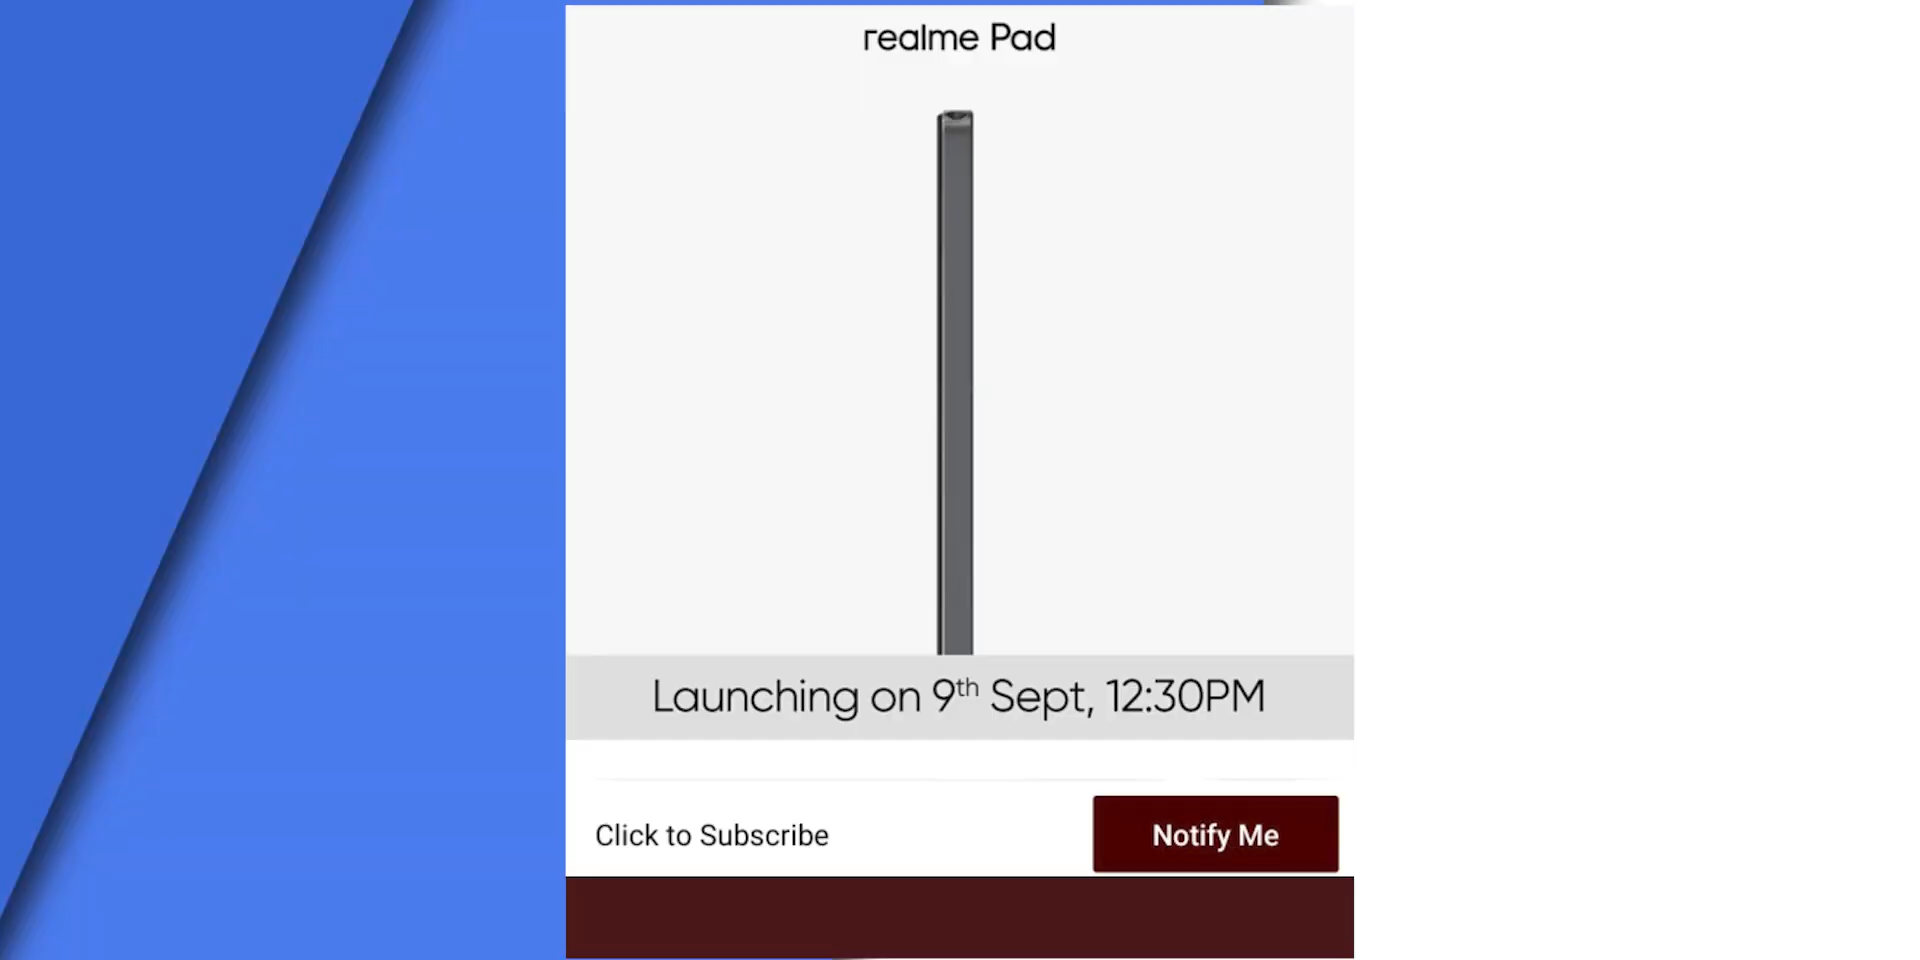 realme Pad
Launching on 9th Sept, 12:30PM
Click to Subscribe
Notify Me